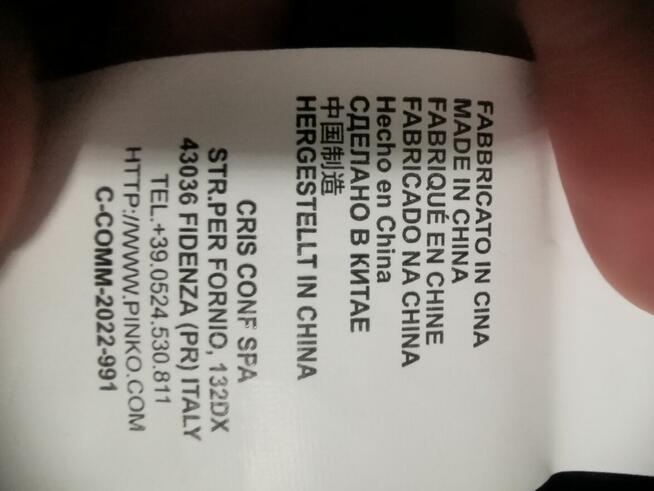 FABBRICATO IN CINA
MADE IN CHINA
FABRIQUÉ EN CHINE
FABRICADO NA CHINA
Hecho en China
СДЕЛАНО В КИТАЕ
中国制造
HERGESTELLT IN CHINA
CRIS CONF SPA
STR.PER FORNIO, 132DX
43036 FIDENZA (PR) ITALY
TEL.+39.0524.530.811
HTTP://WWW.PINKO.COM
C-COMM-2022-991